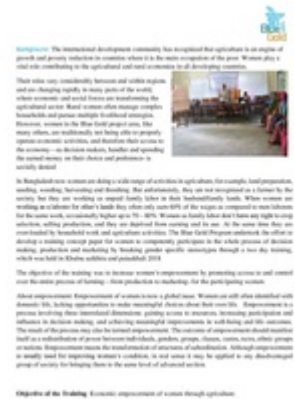 Blue Gold
Background: The international development community has recognized that agriculture is an engine of
growth and poverty reduction in countries where it is the main occupation of the poor. Women play a
vital role contributing to the agricultural and rural economies in all developing countries.
Their roles vary considerably between and within regions
and are changing rapidly in many parts of the world,
where economic and social forces are transforming the
agricultural sector. Rural women often manage complex
households and pursue multiple livelihood strategies.
However, women in the Blue Gold project area, like
many others, are traditionally not being able to properly
operate economic activities, and therefore their access to
the economy – as decision makers, handler and spending
the earned money on their choice and preferences is
socially denied.
In Bangladesh now women are doing a wide range of activities in agriculture, for example, land preparation,
seeding, weeding, harvesting and threshing. But unfortunately, they are not recognized as a farmer by the
society but they are working as unpaid family labor in their husband/family lands. When women are
working as a laborer for other's lands they often only earn 60% of the wages as compared to men laborers
for the same work, occasionally higher up to 70 – 80%. Women as family labor don't have any right to crop
selection, selling production, and they are deprived from earning and its use. At the same time they are
over-loaded by household work and agriculture activities. The Blue Gold Program undertook the effort to
develop a training concept paper for women to competently participate in the whole process of decision
making, production and marketing by breaking gender specific stereotypes through a two day training,
which was held in Khulna satkhira and patuakhali 2014.
The objective of the training was to increase women's empowerment by promoting access to and control
over the entire process of farming – from production to marketing- for the participating women.
About empowerment: Empowerment of women is now a global issue. Women are still often identified with
domestic life, lacking opportunities to make meaningful choices about their own life. Empowerment is a
process involving three interrelated dimensions: gaining access to resources, increasing participation and
influence in decision making, and achieving meaningful improvements in well-being and life outcomes.
The result of the process may also be termed empowerment. The outcome of empowerment should manifest
itself as a redistribution of power between individuals, genders, groups, classes, castes, races, ethnic groups
or nations. Empowerment means the transformation of structures of subordination. Although empowerment
is usually used for improving women's condition, in real sense it may be applied to any disadvantaged
group of society for bringing them to the same level of advanced section.
Objective of the Training: Economic empowerment of women through agriculture.